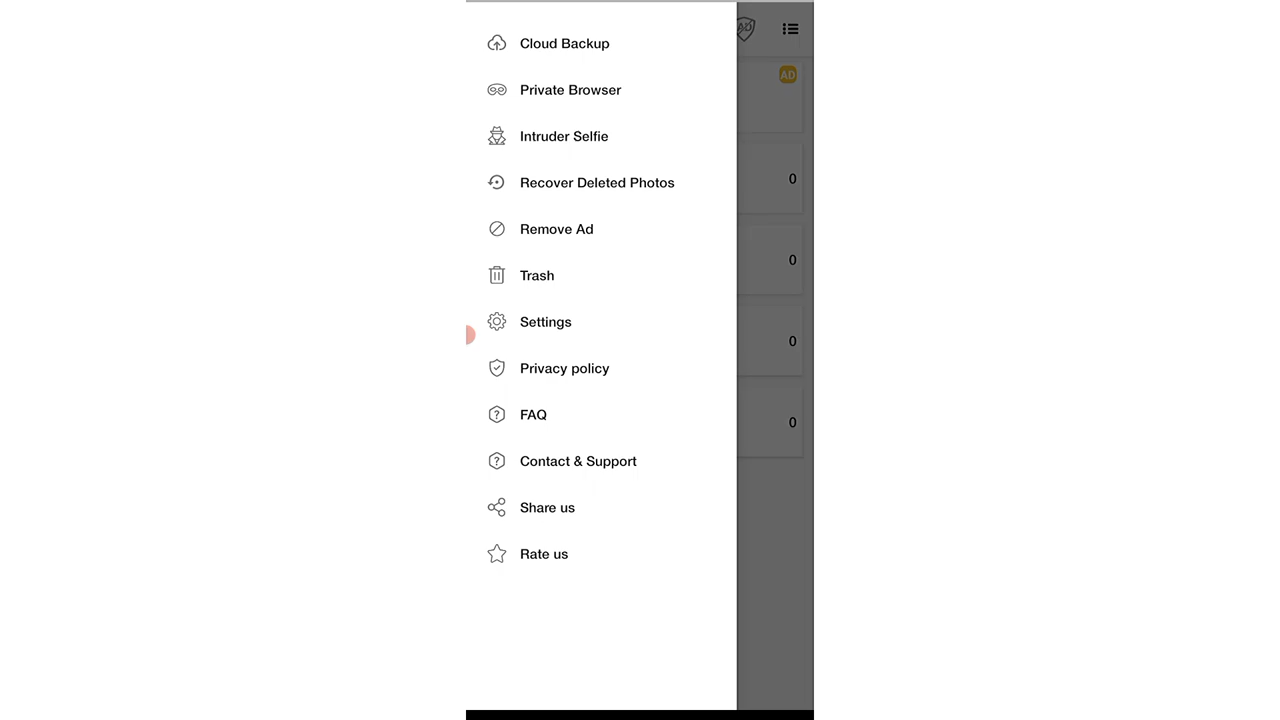 Cloud Backup
Private Browser
Intruder Selfie
Recover Deleted Photos
Remove Ad
Trash
Settings
Privacy policy
FAQ
Contact & Support
Share us
Rate us
AD
AD
0
0
0
0